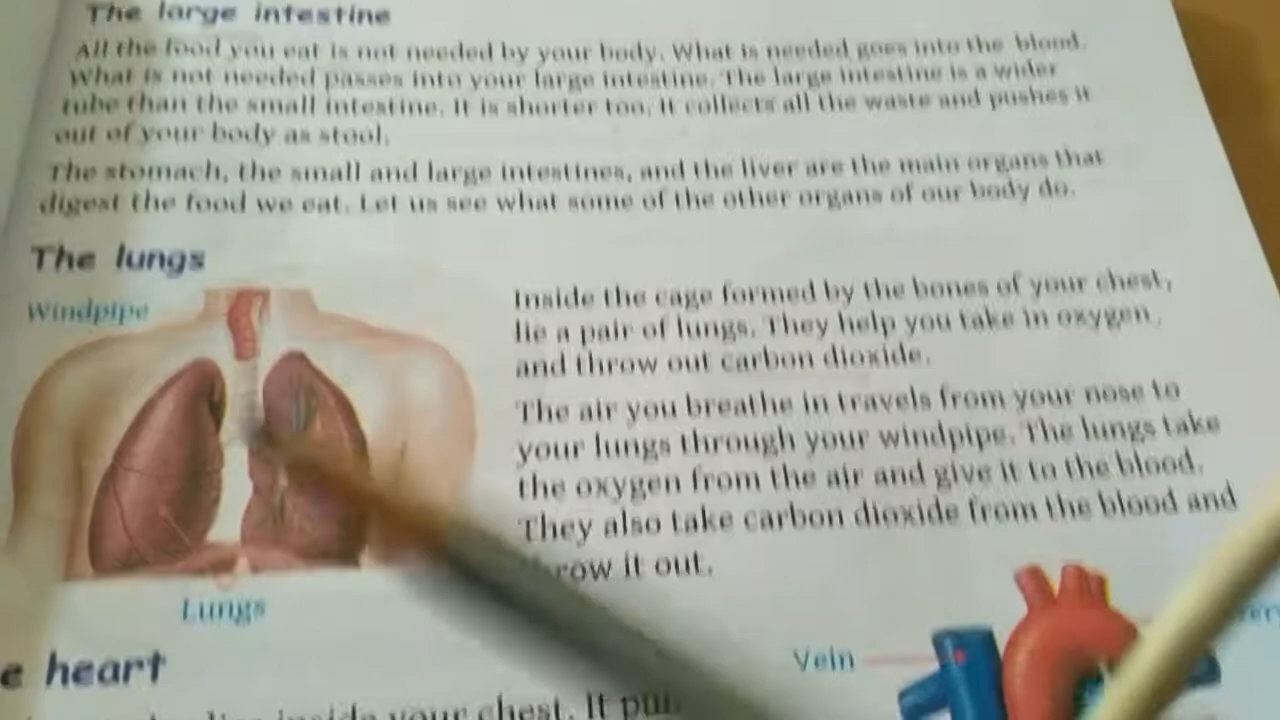 The large intestine
All the food you eat is not needed by your body. What is needed goes into the blood.
What is not needed passes into your large intestine. The large intestine is a wider
tube than the small intestine. It is shorter too. It collects all the waste and pushes it
out of your body as stool.
The stomach, the small and large intestines, and the liver are the main organs that
digest the food we eat. Let us see what some of the other organs of our body do.
The lungs
Windpipe
Lungs
Inside the cage formed by the bones of your chest,
lie a pair of lungs. They help you take in oxygen
and throw out carbon dioxide.
The air you breathe in travels from your nose to
your lungs through your windpipe. The lungs take
the oxygen from the air and give it to the blood.
They also take carbon dioxide from the blood and
row it out.
e heart
Vein
inside your chest. It